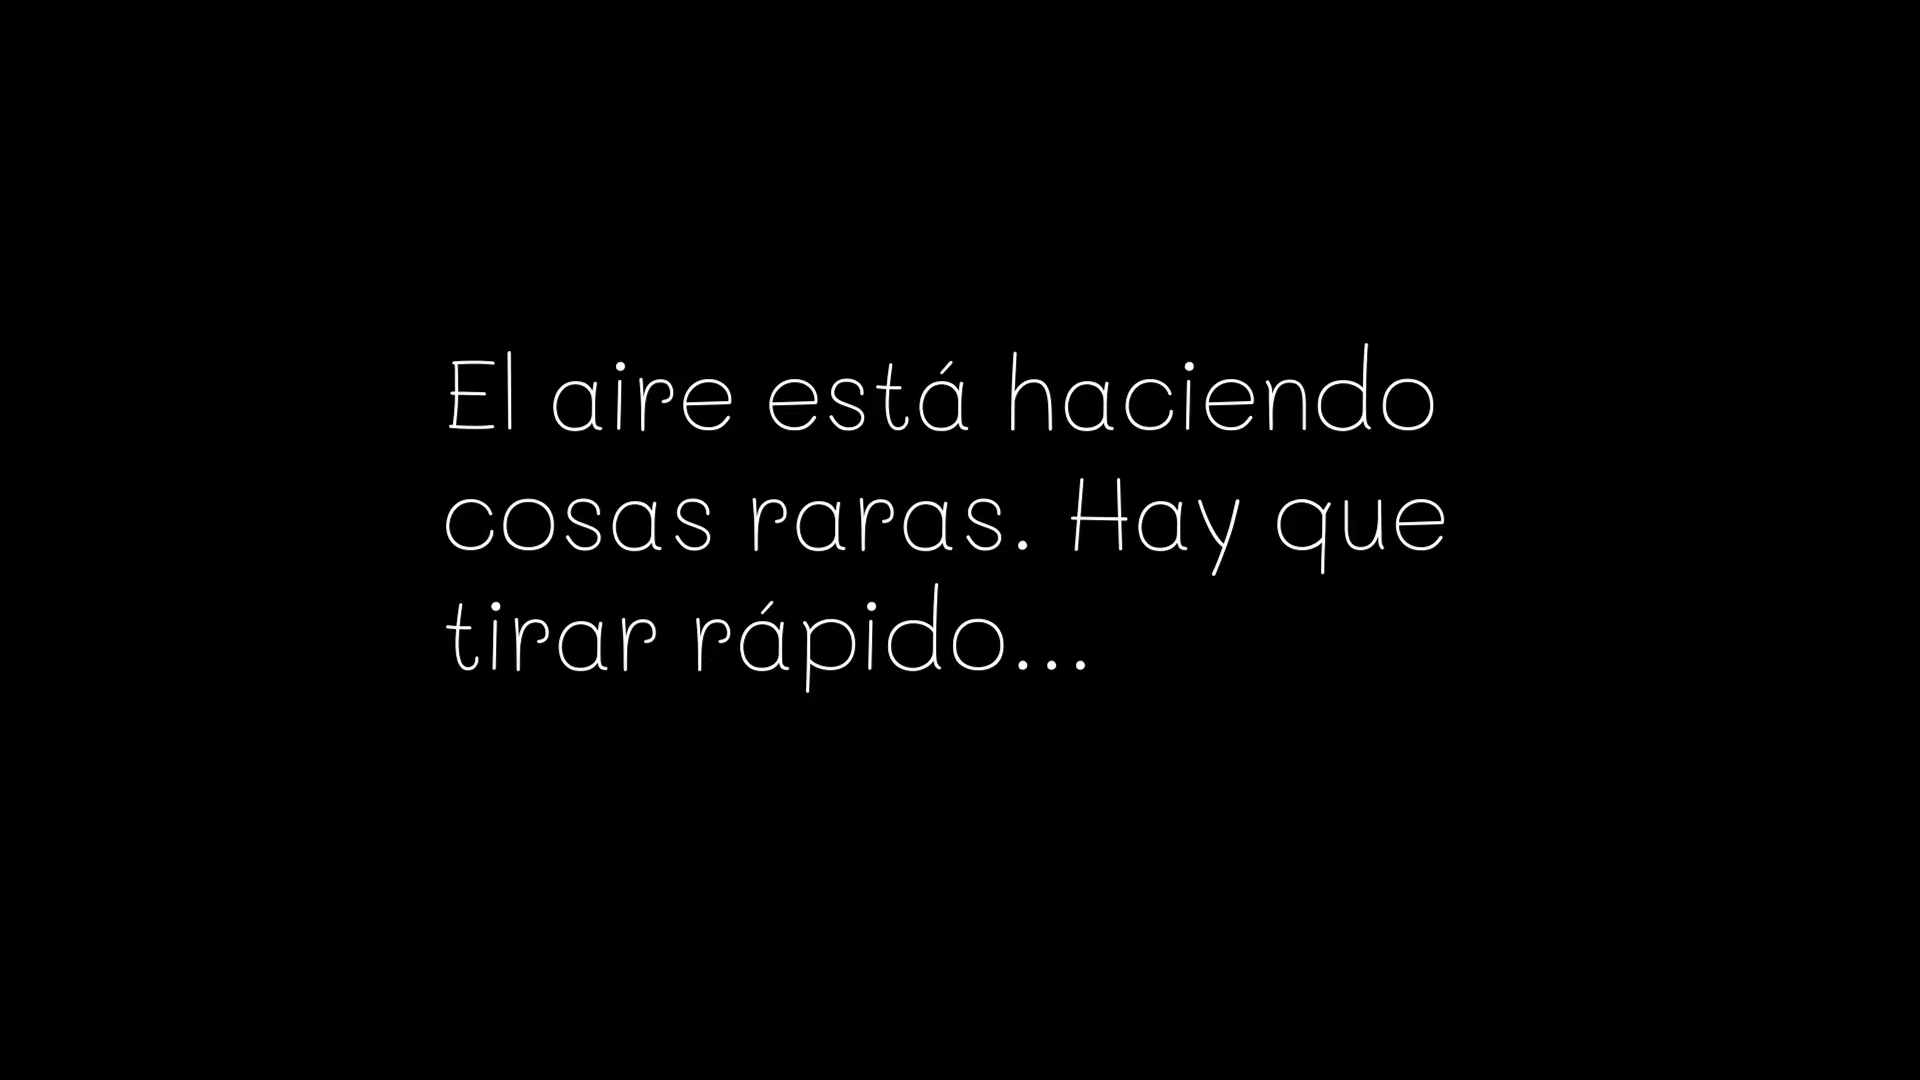 El aire está haciendo
cosas raras. Hay que
tirar rápido...